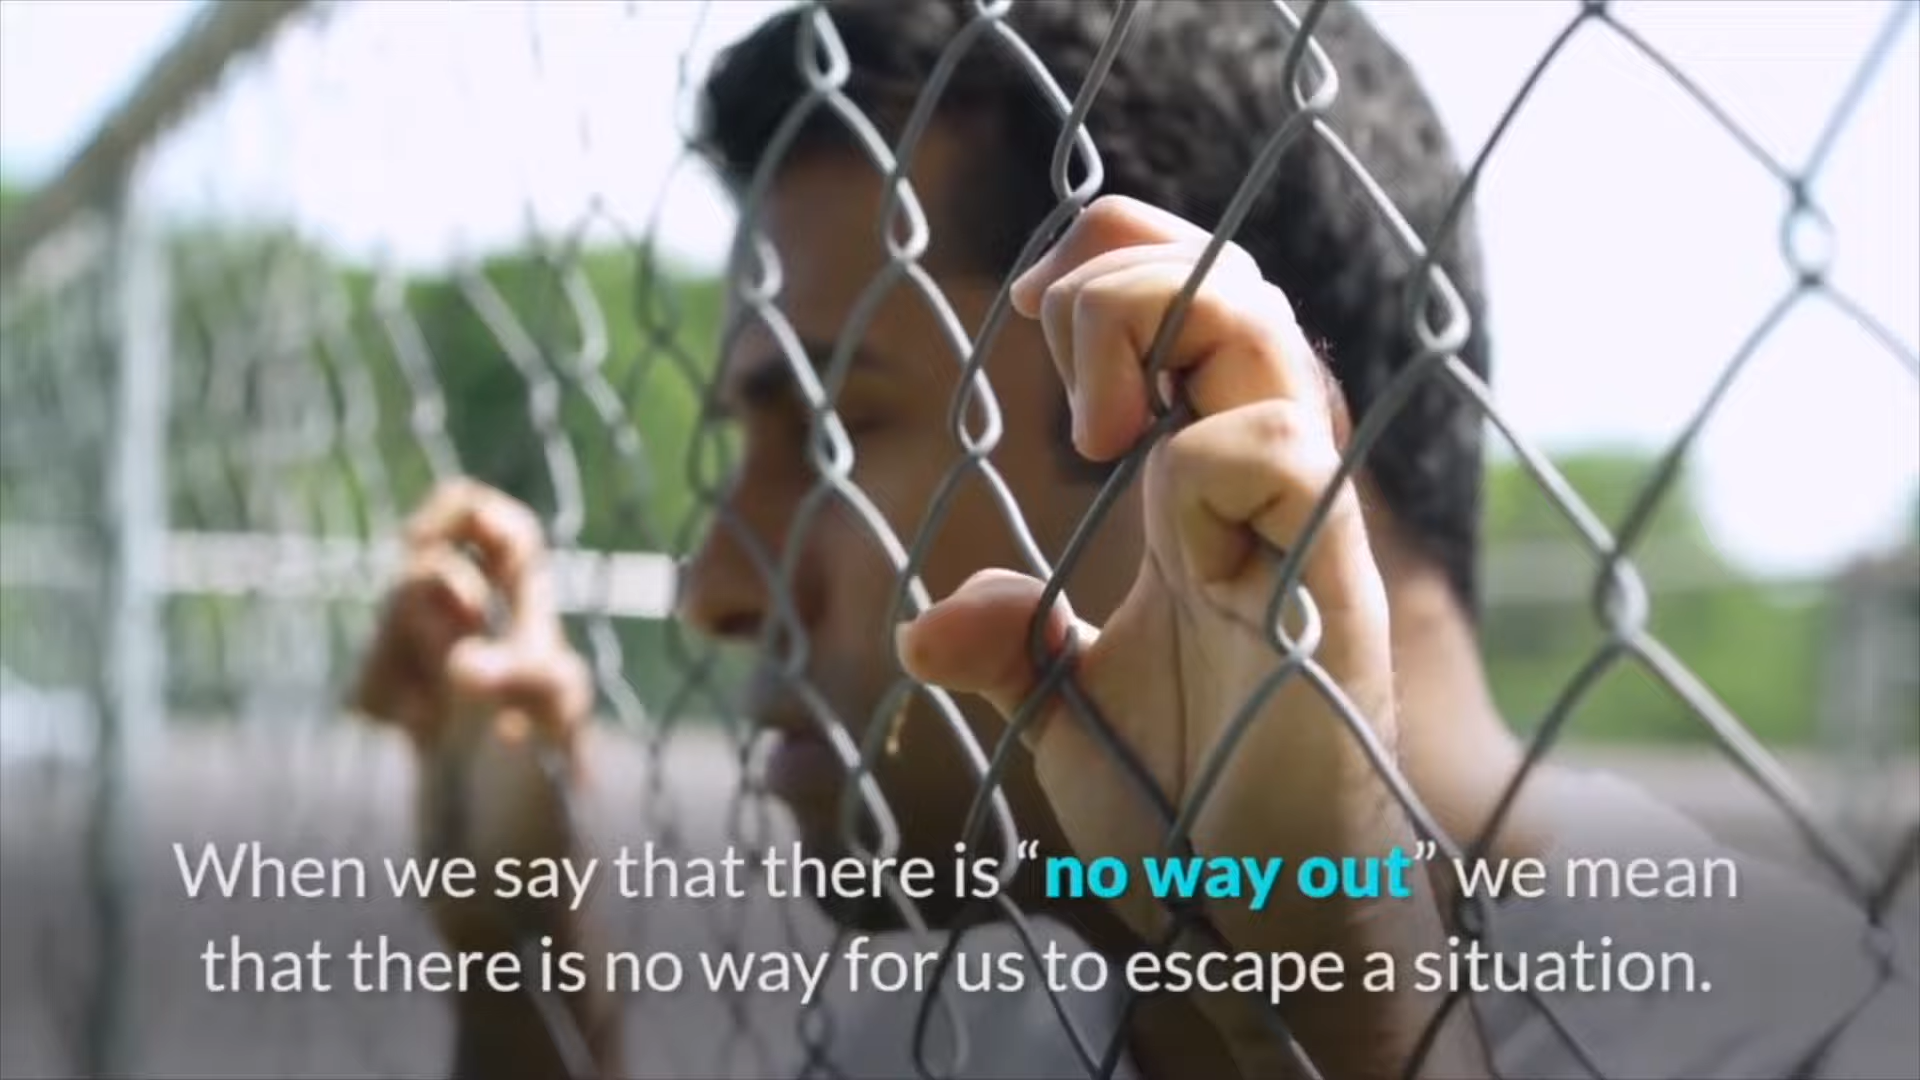 When we say that there is “no way out” we mean
that there is no way for us to escape a situation.